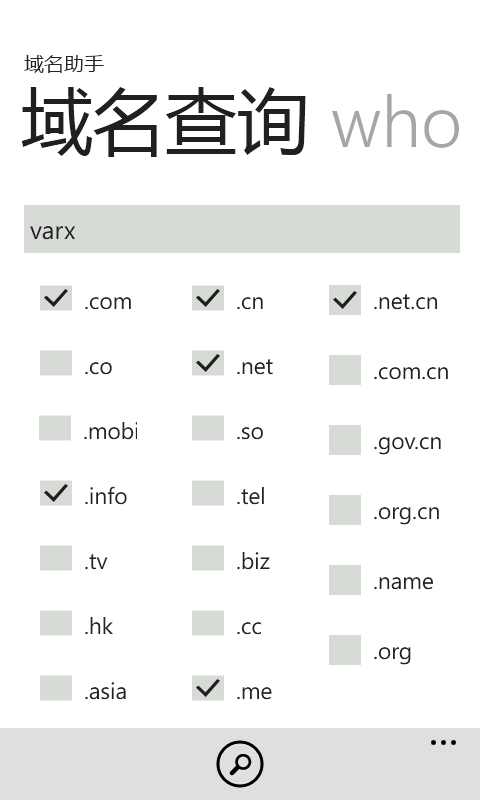 域名助手
域名查询 who
varx
.com .cn .net.cn
.co .net .com.cn
.mobi .so .gov.cn
.info .tel .org.cn
.tv .biz .name
.hk .cc .org
.asia .me